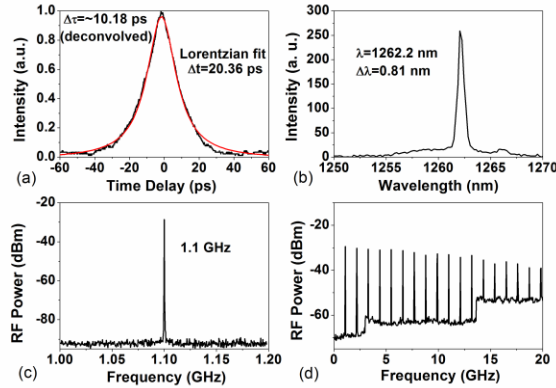 Δτ=~10.18 ps
(deconvolved)
Lorentzian fit
Δt=20.36 ps
Intensity (a.u.)
1.0
0.8
0.6
0.4
0.2
0.0
-60 -40 -20 0 20 40 60
(a)
Time Delay (ps)
λ=1262.2 nm
Δλ=0.81 nm
Intensity (a. u.)
300
250
200
150
100
50
0
1250 1255 1260 1265 1270
(b)
Wavelength (nm)
1.1 GHz
RF Power (dBm)
-20
-40
-60
-80
1.00 1.05 1.10 1.15 1.20
(c)
Frequency (GHz)
RF Power (dBm)
-20
-40
-60
0 5 10 15 20
(d)
Frequency (GHz)